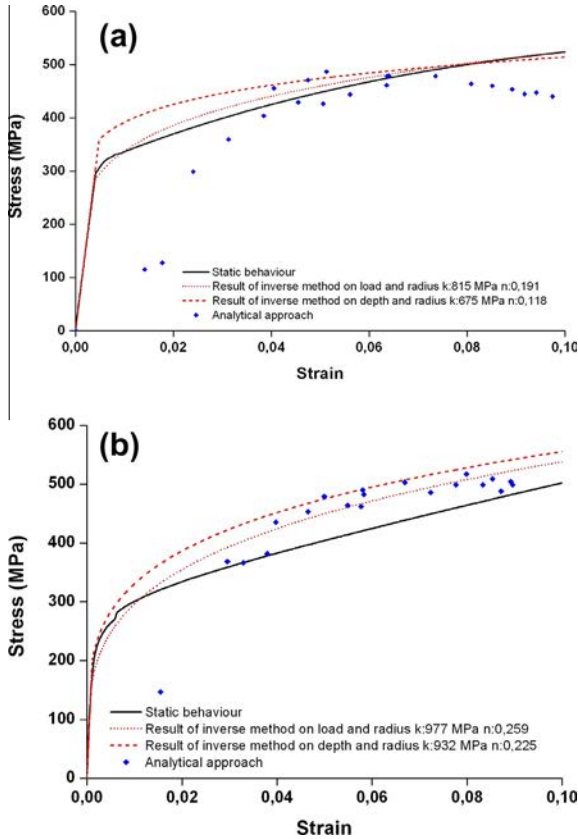 (a)
600
500
400
300
200
100
0
Stress (MPa)
Static behaviour
Result of inverse method on load and radius k:815 MPa n:0,191
Result of inverse method on depth and radius k:675 MPa n:0,118
Analytical approach
0,00 0,02 0,04 0,06 0,08 0,10
Strain
(b)
600
500
400
300
200
100
0
Stress (MPa)
Static behaviour
Result of inverse method on load and radius k:977 MPa n:0,259
Result of inverse method on depth and radius k:932 MPa n:0,225
Analytical approach
0,00 0,02 0,04 0,06 0,08 0,10
Strain